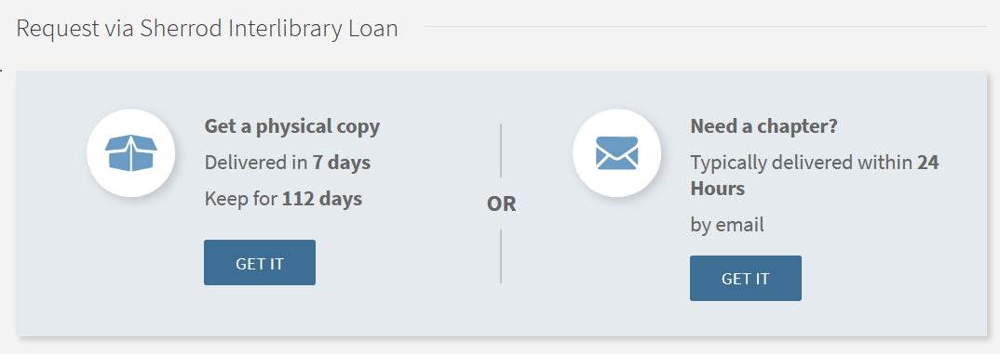 Request via Sherrod Interlibrary Loan
Get a physical copy
Delivered in 7 days
Keep for 112 days
GET IT
OR
Need a chapter?
Typically delivered within 24
Hours
by email
GET IT